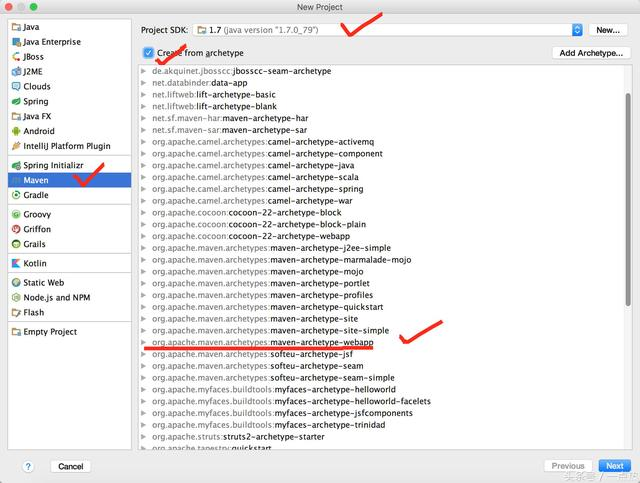 New Project
Java
Java Enterprise
JBoss
J2ME
Clouds
Spring
Java FX
Android
IntelliJ Platform Plugin
Spring Initializr
Maven
Gradle
Groovy
Griffon
Grails
Kotlin
Static Web
Node.js and NPM
Flash
Empty Project
Project SDK: 1.7 (java version "1.7.0_79") New...
Create from archetype Add Archetype...
de.akquinet.jbosscc:jbosscc-seam-archetype
net.databinder:data-app
net.liftweb:lift-archetype-basic
net.liftweb:lift-archetype-blank
net.sf.maven-har:maven-archetype-har
net.sf.maven-sar:maven-archetype-sar
org.apache.camel.archetypes:camel-archetype-activemq
org.apache.camel.archetypes:camel-archetype-component
org.apache.camel.archetypes:camel-archetype-java
org.apache.camel.archetypes:camel-archetype-scala
org.apache.camel.archetypes:camel-archetype-spring
org.apache.camel.archetypes:camel-archetype-war
org.apache.cocoon:cocoon-22-archetype-block
org.apache.cocoon:cocoon-22-archetype-block-plain
org.apache.cocoon:cocoon-22-archetype-webapp
org.apache.maven.archetypes:maven-archetype-j2ee-simple
org.apache.maven.archetypes:maven-archetype-marmalade-mojo
org.apache.maven.archetypes:maven-archetype-mojo
org.apache.maven.archetypes:maven-archetype-portlet
org.apache.maven.archetypes:maven-archetype-profiles
org.apache.maven.archetypes:maven-archetype-quickstart
org.apache.maven.archetypes:maven-archetype-site
org.apache.maven.archetypes:maven-archetype-site-simple
org.apache.maven.archetypes:maven-archetype-webapp
org.apache.maven.archetypes:softeu-archetype-jsf
org.apache.maven.archetypes:softeu-archetype-seam
org.apache.maven.archetypes:softeu-archetype-seam-simple
org.apache.myfaces.buildtools:myfaces-archetype-helloworld
org.apache.myfaces.buildtools:myfaces-archetype-helloworld-facelets
org.apache.myfaces.buildtools:myfaces-archetype-jsfcomponents
org.apache.myfaces.buildtools:myfaces-archetype-trinidad
org.apache.struts:struts2-archetype-starter
org.apache.tapestry:quickstart
? Cancel Previous Next